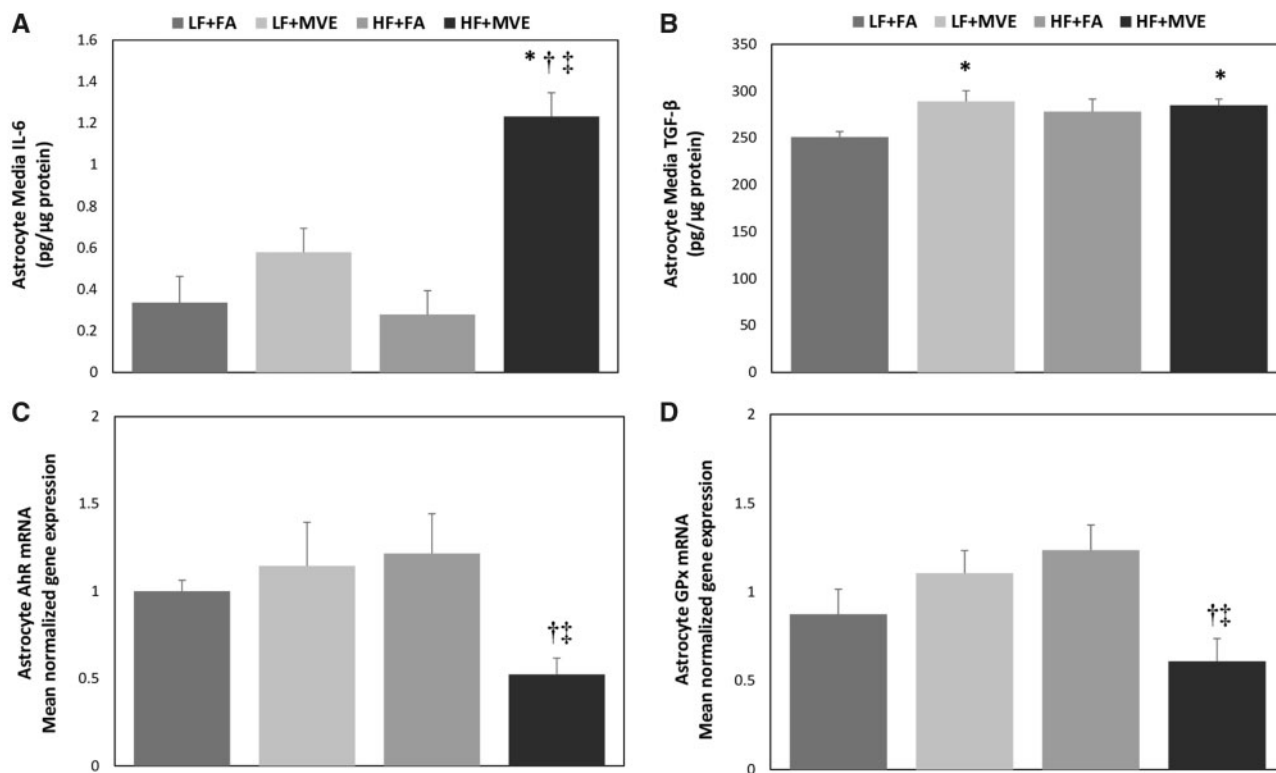 A
LF+FA LF+MVE HF+FA HF+MVE
Astrocyte Media IL-6
(pg/µg protein)
1.6
1.4
1.2
1
0.8
0.6
0.4
0.2
0
* † ‡
B
LF+FA LF+MVE HF+FA HF+MVE
Astrocyte Media TGF-β
(pg/µg protein)
350
300
250
200
150
100
50
0
*
*
C
Astrocyte AhR mRNA
Mean normalized gene expression
2
1.5
1
0.5
0
†‡
D
Astrocyte GPx mRNA
Mean normalized gene expression
2
1.5
1
0.5
0
†‡